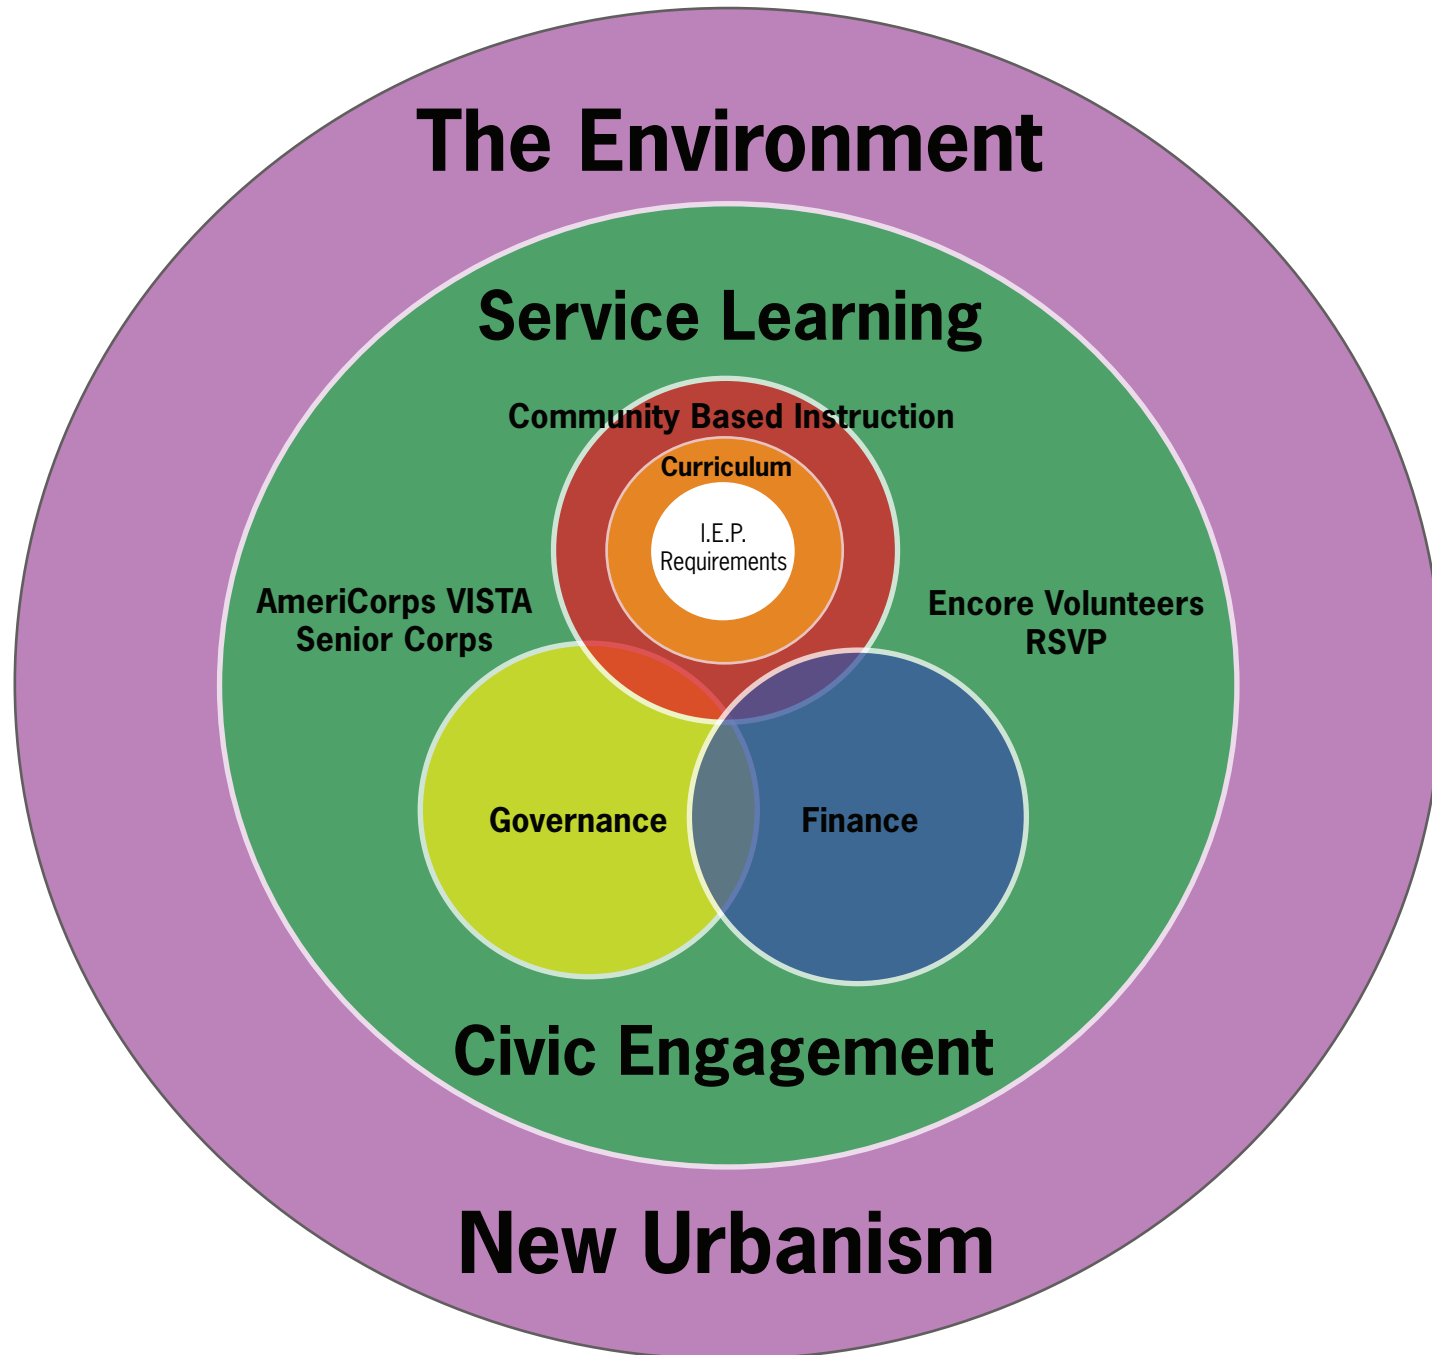 The Environment
Service Learning
Community Based Instruction
Curriculum
I.E.P.
Requirements
AmeriCorps VISTA
Senior Corps
Encore Volunteers
RSVP
Governance
Finance
Civic Engagement
New Urbanism